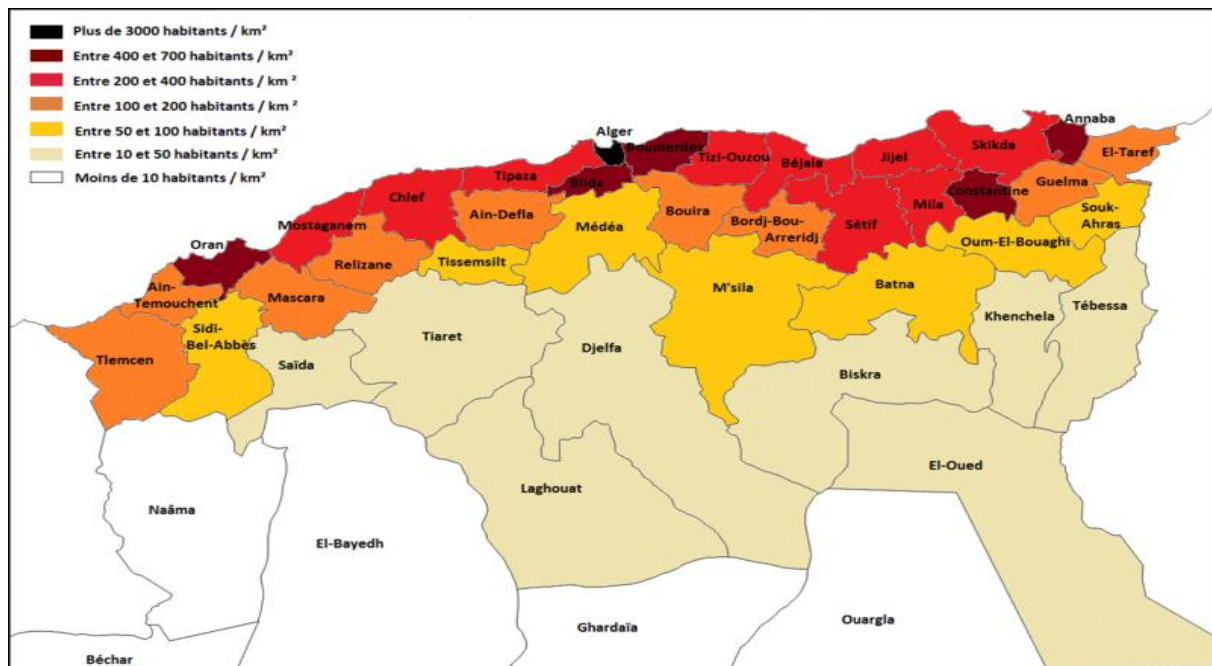 Plus de 3000 habitants / km²
Entre 400 et 700 habitants / km²
Entre 200 et 400 habitants / km ²
Entre 100 et 200 habitants / km ²
Entre 50 et 100 habitants / km²
Entre 10 et 50 habitants / km²
Moins de 10 habitants / km²
Alger
Boumerdes
Tizi-Ouzou
Béjaia
Jijel
Skikda
Annaba
El-Taref
Tipaza
Blida
Chlef
Mostaganem
Oran
Ain-Defla
Médéa
Bouira
Bordj-Bou-
Arreridj
Sétif
Mila
Constantine
Guelma
Souk-
Ahras
Oum-El-Bouaghi
Relizane
Tissemsilt
Ain-
Temouchent
Mascara
M'sila
Batna
Khenchela
Tébessa
Tlemcen
Sidi-
Bel-Abbès
Saïda
Tiaret
Djelfa
Biskra
El-Oued
Laghouat
Naâma
El-Bayedh
Ghardaïa
Ouargla
Béchar